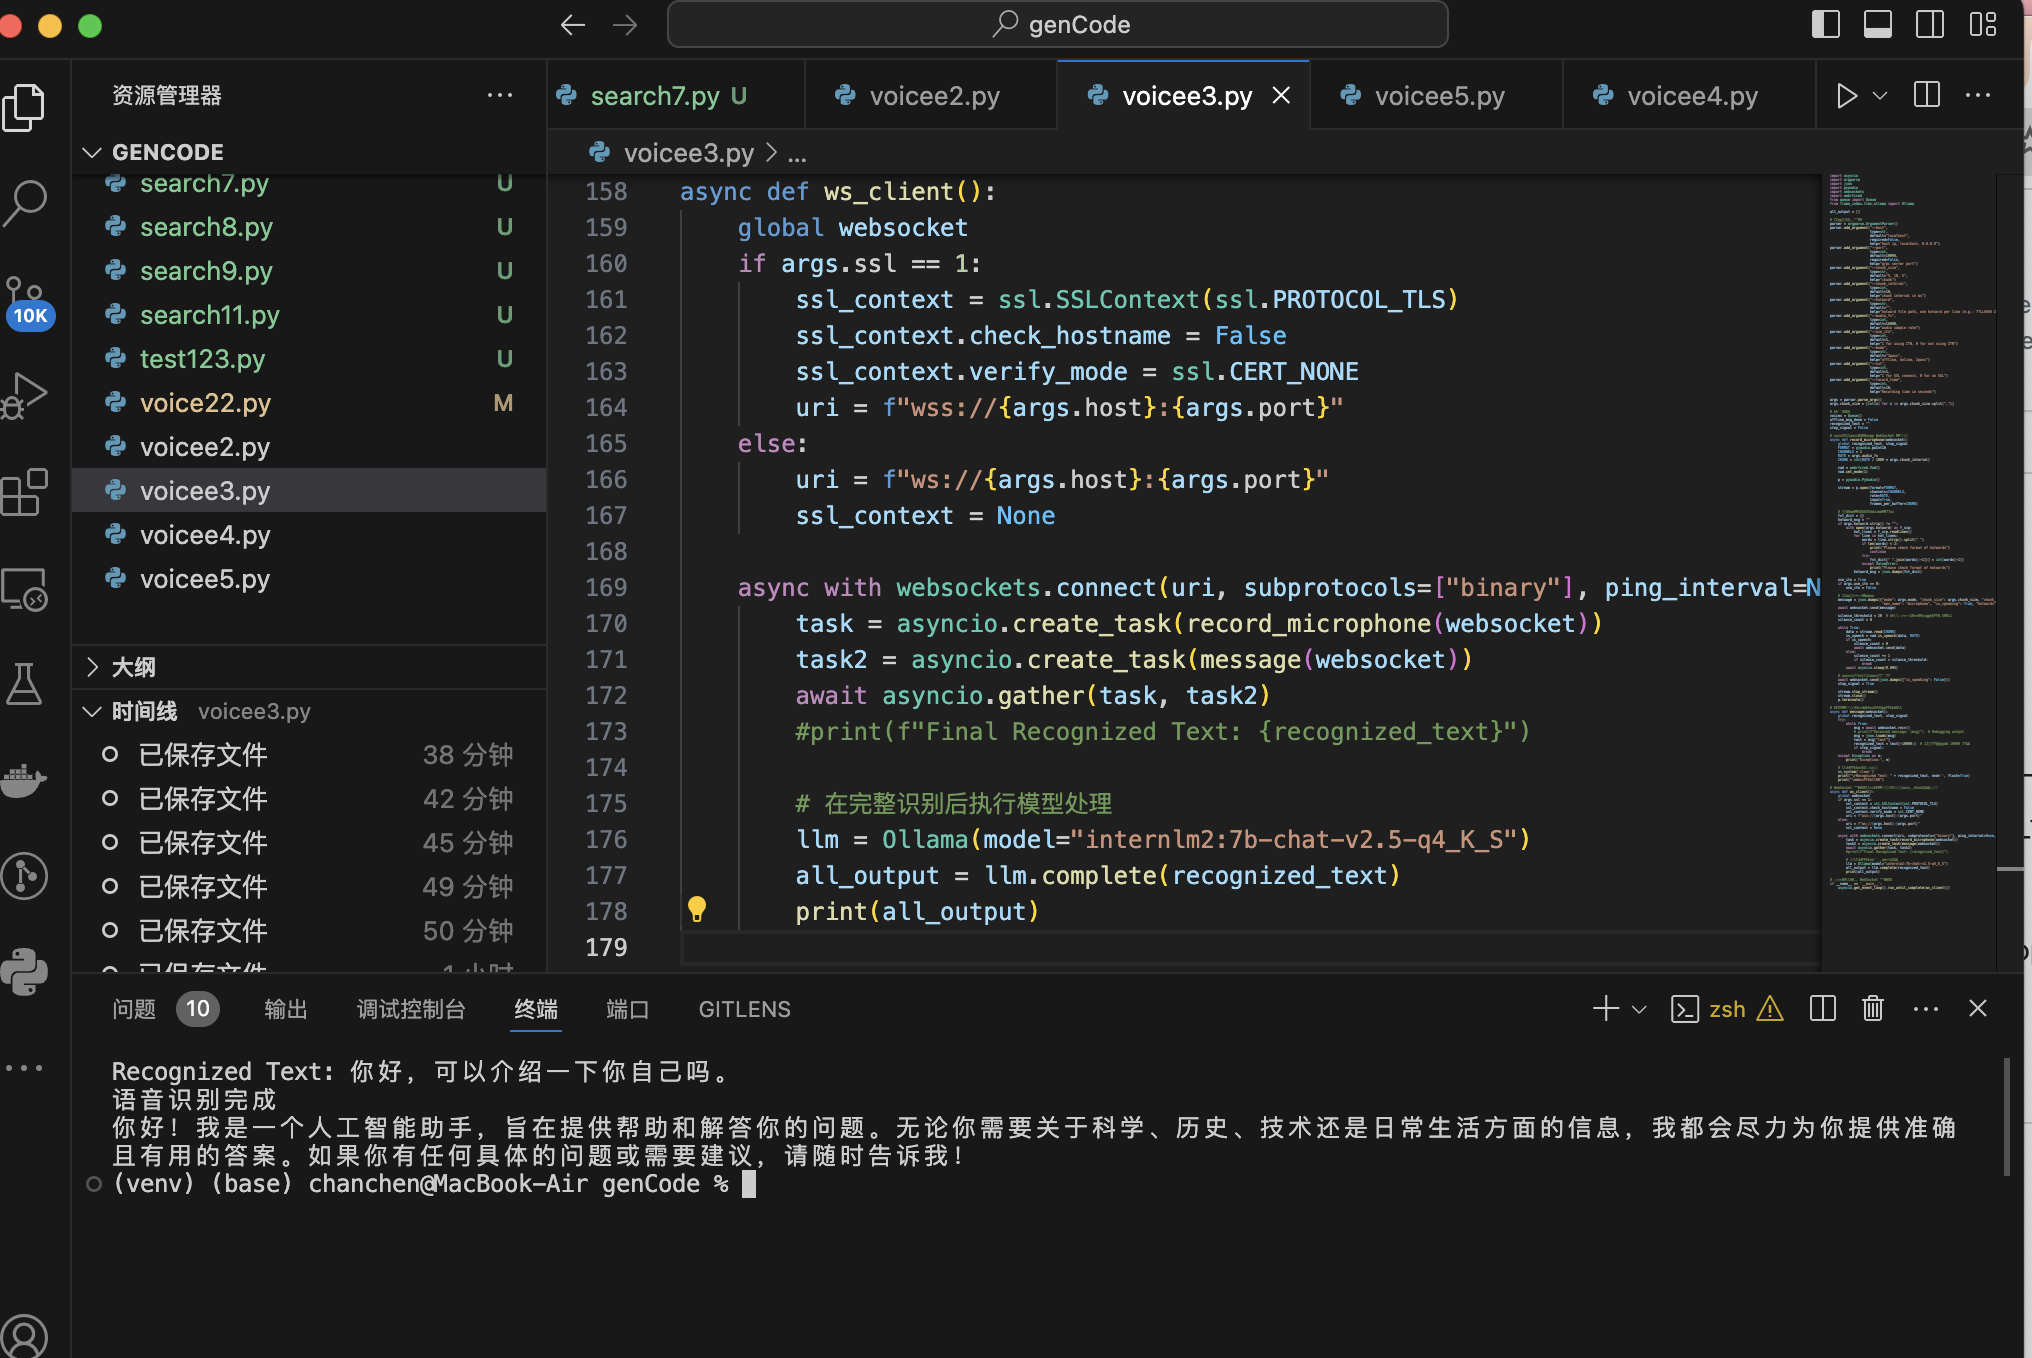 genCode
资源管理器
search7.py U
voicee2.py
voicee3.py
voicee5.py
voicee4.py
GENCODE
voicee3.py > ...
search7.py U
search8.py U
search9.py U
search11.py U
test123.py U
voice22.py M
voicee2.py
voicee3.py
voicee4.py
voicee5.py
10K
大纲
时间线 voicee3.py
已保存文件 38 分钟
已保存文件 42 分钟
已保存文件 45 分钟
已保存文件 49 分钟
已保存文件 50 分钟
已保存文件 1 小时
158 async def ws_client():
159     global websocket
160     if args.ssl == 1:
161         ssl_context = ssl.SSLContext(ssl.PROTOCOL_TLS)
162         ssl_context.check_hostname = False
163         ssl_context.verify_mode = ssl.CERT_NONE
164         uri = f"wss://{args.host}:{args.port}"
165     else:
166         uri = f"ws://{args.host}:{args.port}"
167         ssl_context = None
168
169     async with websockets.connect(uri, subprotocols=["binary"], ping_interval=N
170         task = asyncio.create_task(record_microphone(websocket))
171         task2 = asyncio.create_task(message(websocket))
172         await asyncio.gather(task, task2)
173         #print(f"Final Recognized Text: {recognized_text}")
174
175         # 在完整识别后执行模型处理
176         llm = Ollama(model="internlm2:7b-chat-v2.5-q4_K_S")
177         all_output = llm.complete(recognized_text)
178         print(all_output)
179
问题 10 输出 调试控制台 终端 端口 GITLENS
zsh
Recognized Text: 你好，可以介绍一下你自己吗。
语音识别完成
你好！我是一个人工智能助手，旨在提供帮助和解答你的问题。无论你需要关于科学、历史、技术还是日常生活方面的信息，我都会尽力为你提供准确
且有用的答案。如果你有任何具体的问题或需要建议，请随时告诉我！
(venv) (base) chanchen@MacBook-Air genCode %